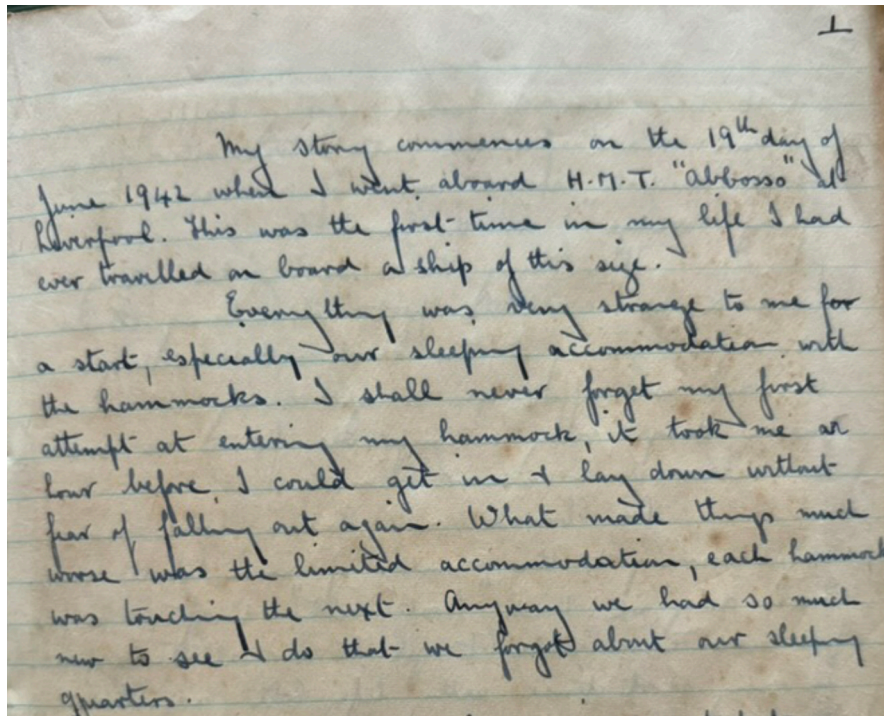 1
My story commences on the 19th day of
June 1942 when I went aboard H.M.T. "Abbosso" at
Liverpool. This was the first time in my life I had
ever travelled on board a ship of this size.
Everything was very strange to me for
a start, especially our sleeping accommodation with
the hammocks. I shall never forget my first
attempt at entering my hammock, it took me an
hour before I could get in & lay down without
fear of falling out again. What made things much
worse was the limited accommodation, each hammock
was touching the next. Anyway we had so much
new to see & do that we forgot about our sleeping
quarters.